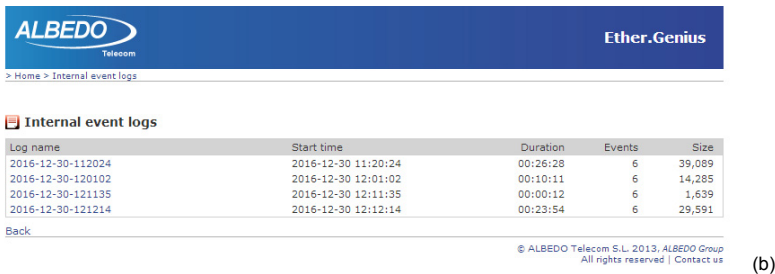 ALBEDO
Telecom
Ether.Genius
> Home > Internal event logs
Internal event logs
Log name Start time Duration Events Size
2016-12-30-112024 2016-12-30 11:20:24 00:26:28 6 39,089
2016-12-30-120102 2016-12-30 12:01:02 00:10:11 6 14,285
2016-12-30-121135 2016-12-30 12:11:35 00:00:12 6 1,639
2016-12-30-121214 2016-12-30 12:12:14 00:23:54 6 29,591
Back
© ALBEDO Telecom S.L. 2013, ALBEDO Group
All rights reserved | Contact us
(b)